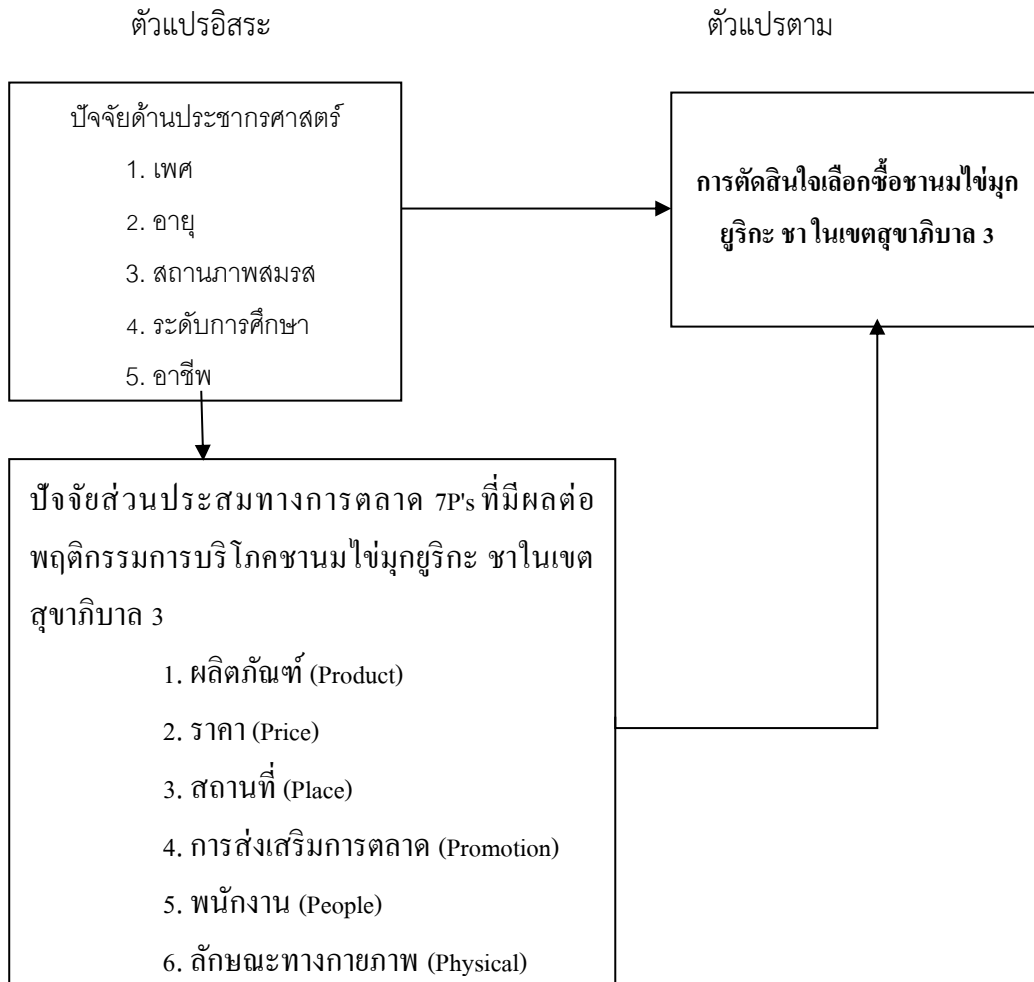 ตัวแปรอิสระ
ตัวแปรตาม
ปัจจัยด้านประชากรศาสตร์
1. เพศ
2. อายุ
3. สถานภาพสมรส
4. ระดับการศึกษา
5. อาชีพ
การตัดสินใจเลือกซื้อชานมไข่มุก
ยูริกะ ชา ในเขตสุขาภิบาล 3
ปัจจัยส่วนประสมทางการตลาด 7P's ที่มีผลต่อ
พฤติกรรมการบริโภคชานมไข่มุกยูริกะ ชาในเขต
สุขาภิบาล 3
1. ผลิตภัณฑ์ (Product)
2. ราคา (Price)
3. สถานที่ (Place)
4. การส่งเสริมการตลาด (Promotion)
5. พนักงาน (People)
6. ลักษณะทางกายภาพ (Physical)